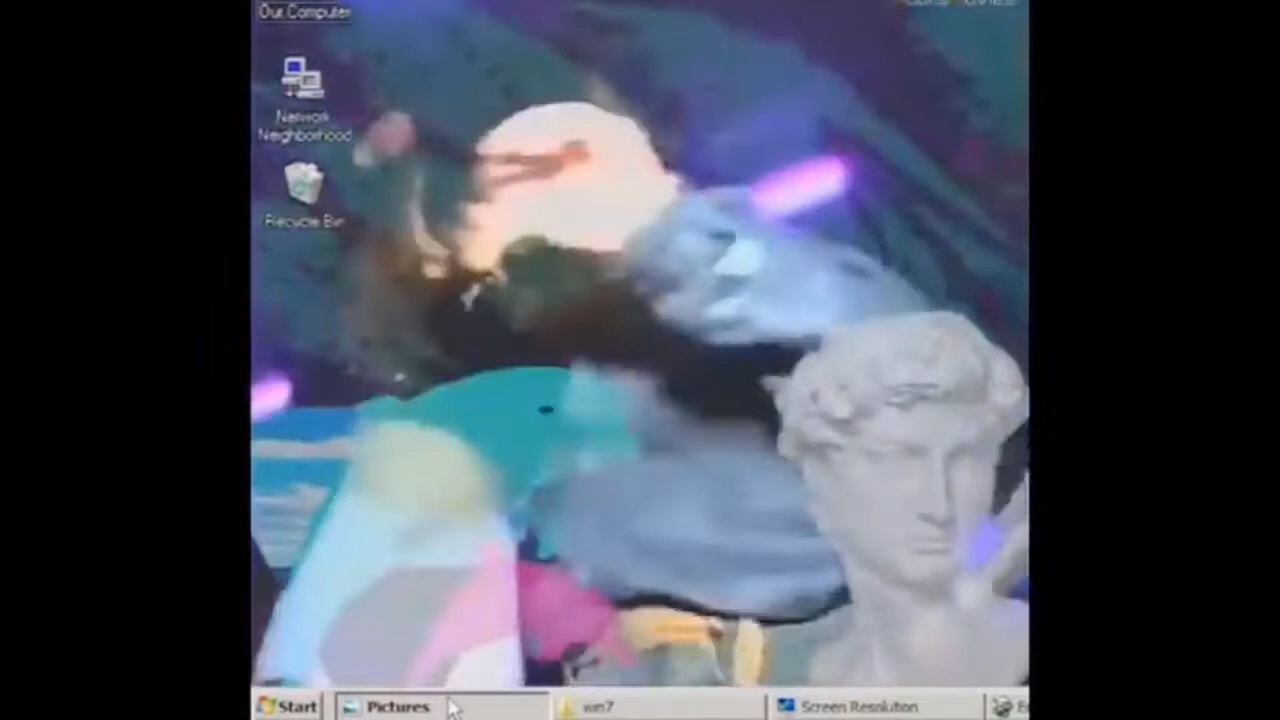 Our Computer
Network
Neighborhood
Recycle Bin
Start
Pictures
win7
Screen Resolution